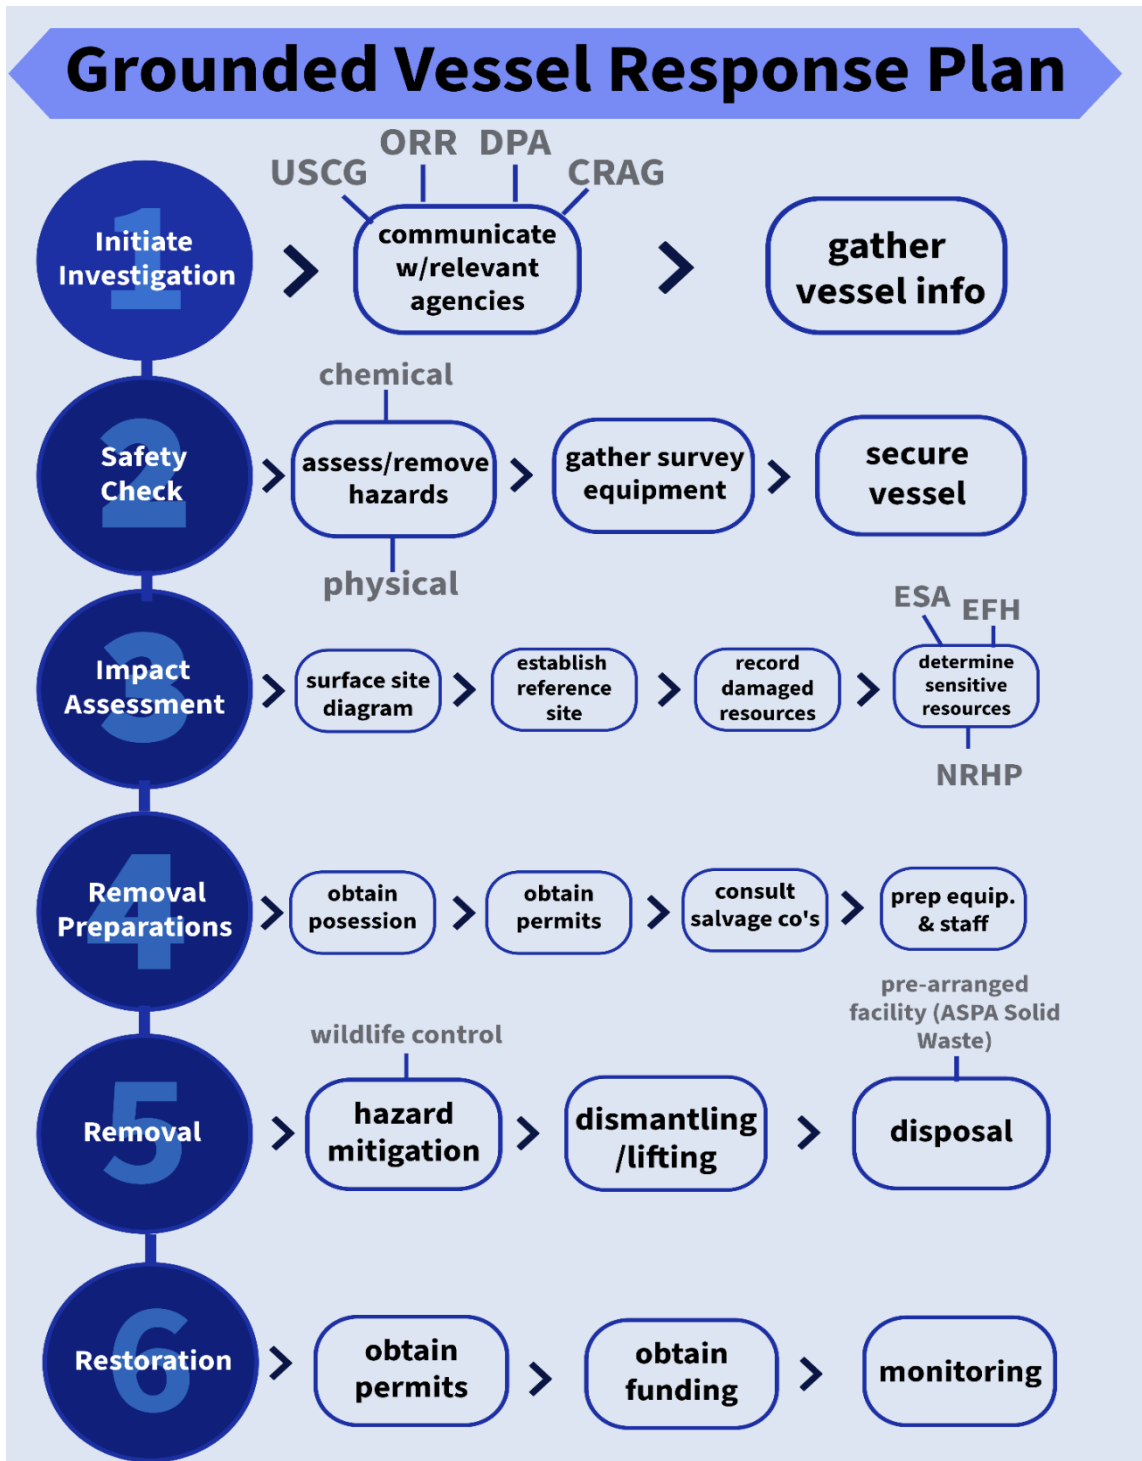 Grounded Vessel Response Plan
1
Initiate
Investigation
USCG
ORR
DPA
CRAG
communicate
w/relevant
agencies
gather
vessel info
2
Safety
Check
chemical
assess/remove
hazards
physical
gather survey
equipment
secure
vessel
3
Impact
Assessment
surface site
diagram
establish
reference
site
record
damaged
resources
ESA
EFH
determine
sensitive
resources
NRHP
4
Removal
Preparations
obtain
posession
obtain
permits
consult
salvage co's
prep equip.
& staff
5
Removal
wildlife control
hazard
mitigation
dismantling
/lifting
pre-arranged
facility (ASPA Solid
Waste)
disposal
6
Restoration
obtain
permits
obtain
funding
monitoring